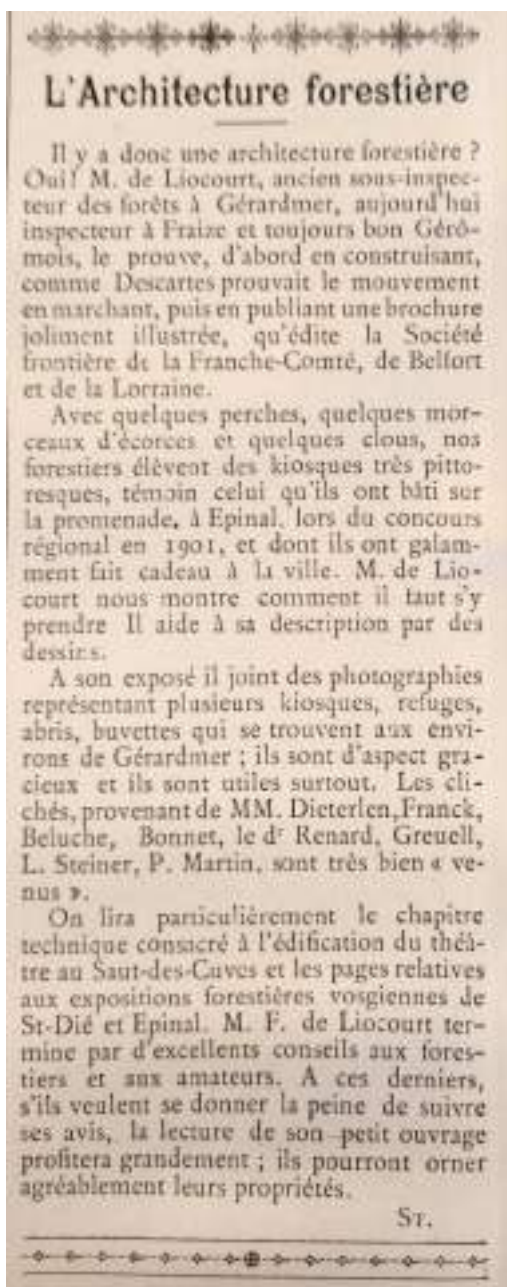 L'Architecture forestière
Il y a donc une architecture forestière ?
Oui! M. de Liocourt, ancien sous-inspec-
teur des forêts à Gérardmer, aujourd'hui
inspecteur à Fraize et toujours bon Gérô-
mois, le prouve, d'abord en construisant,
comme Descartes prouvait le mouvement
en marchant, puis en publiant une brochure
joliment illustrée, qu'édite la Société
frontière de la Franche-Comté, de Belfort
et de la Lorraine.
Avec quelques perches, quelques mor-
ceaux d'écorces et quelques clous, nos
forestiers élèvent des kiosques très pitto-
resques, témoin celui qu'ils ont bâti sur
la promenade, à Epinal, lors du concours
régional en 1901, et dont ils ont galam-
ment fait cadeau à la ville. M. de Lio-
court nous montre comment il faut s'y
prendre Il aide à sa description par des
dessins.
A son exposé il joint des photographies
représentant plusieurs kiosques, refuges,
abris, buvettes qui se trouvent aux envi-
rons de Gérardmer ; ils sont d'aspect gra-
cieux et ils sont utiles surtout. Les cli-
chés, provenant de MM. Dieterlen, Franck,
Beluche, Bonnet, le dr Renard, Greuell,
L. Steiner, P. Martin, sont très bien « ve-
nus ».
On lira particulièrement le chapitre
technique consacré à l'édification du théâ-
tre au Saut-des-Cuves et les pages relatives
aux expositions forestières vosgiennes de
St-Dié et Epinal. M. F. de Liocourt ter-
mine par d'excellents conseils aux fores-
tiers et aux amateurs. A ces derniers,
s'ils veulent se donner la peine de suivre
ses avis, la lecture de son petit ouvrage
profitera grandement ; ils pourront orner
agréablement leurs propriétés.
St.